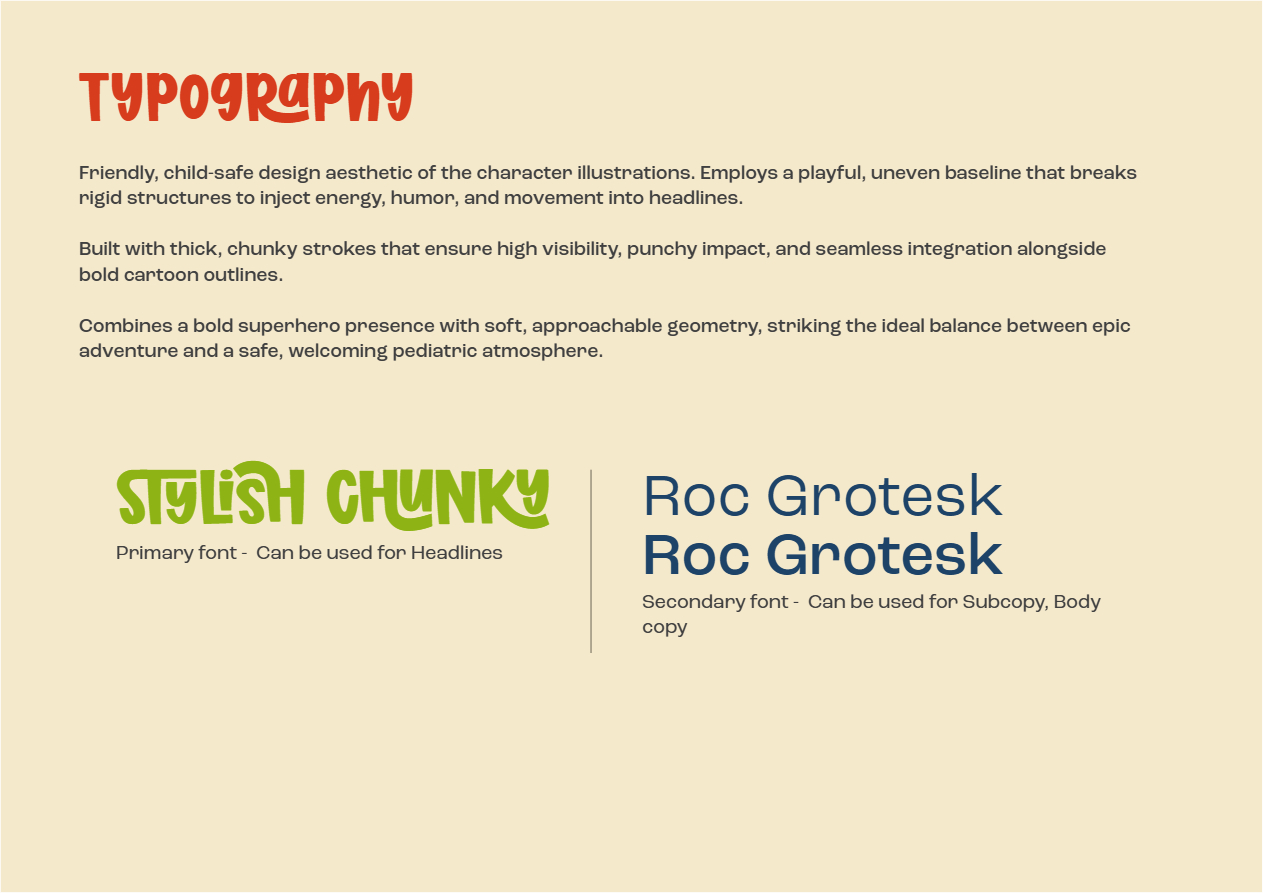 Typography
Friendly, child-safe design aesthetic of the character illustrations. Employs a playful, uneven baseline that breaks
rigid structures to inject energy, humor, and movement into headlines.
Built with thick, chunky strokes that ensure high visibility, punchy impact, and seamless integration alongside
bold cartoon outlines.
Combines a bold superhero presence with soft, approachable geometry, striking the ideal balance between epic
adventure and a safe, welcoming pediatric atmosphere.
STYLISH CHUNKY
Primary font -  Can be used for Headlines
Roc Grotesk
Roc Grotesk
Secondary font -  Can be used for Subcopy, Body
copy